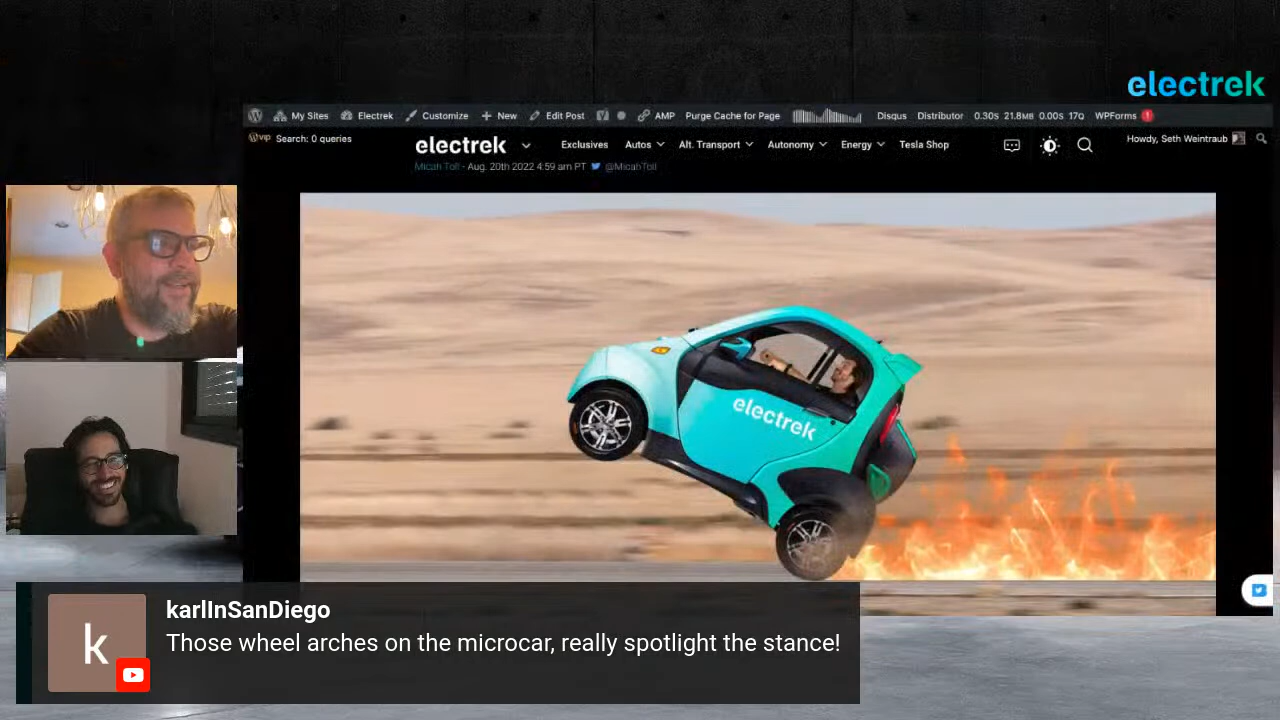 electrek
My Sites Electrek Customize New Edit Post AMP Purge Cache for Page Disqus Distributor 0.30s 21.8MB 0.00s 17Q WPForms 1
vip Search: 0 queries
electrek Exclusives Autos Alt. Transport Autonomy Energy Tesla Shop Howdy, Seth Weintraub
Micah Toll - Aug. 20th 2022 4:59 am PT @MicahToll
electrek
k
karlInSanDiego
Those wheel arches on the microcar, really spotlight the stance!